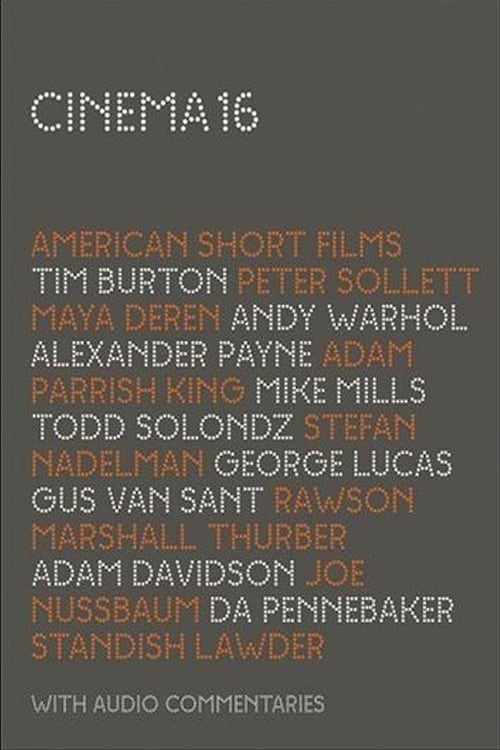 CINEMA 16
AMERICAN SHORT FILMS
TIM BURTON PETER SOLLETT
MAYA DEREN ANDY WARHOL
ALEXANDER PAYNE ADAM
PARRISH KING MIKE MILLS
TODD SOLONDZ STEFAN
NADELMAN GEORGE LUCAS
GUS VAN SANT RAWSON
MARSHALL THURBER
ADAM DAVIDSON JOE
NUSSBAUM DA PENNEBAKER
STANDISH LAWDER
WITH AUDIO COMMENTARIES